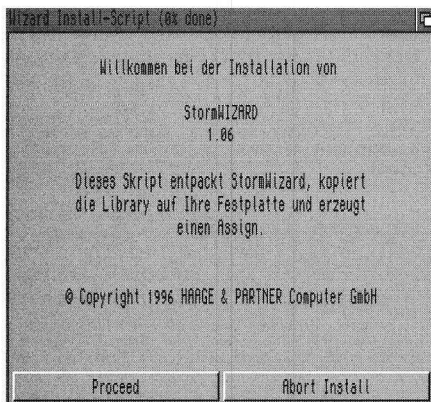 Wizard Install-Script (0% done)
Willkommen bei der Installation von
StormWIZARD
1.06
Dieses Skript entpackt StormWizard, kopiert
die Library auf Ihre Festplatte und erzeugt
einen Assign.
© Copyright 1996 HAAGE & PARTNER Computer GmbH
Proceed
Abort Install